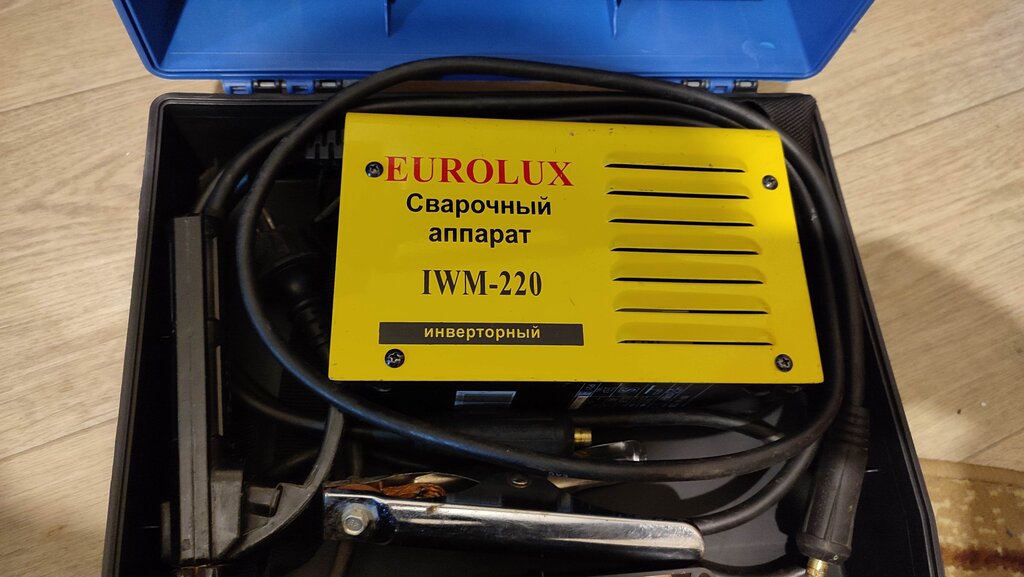 EUROLUX
Сварочный
аппарат
IWM-220
инверторный